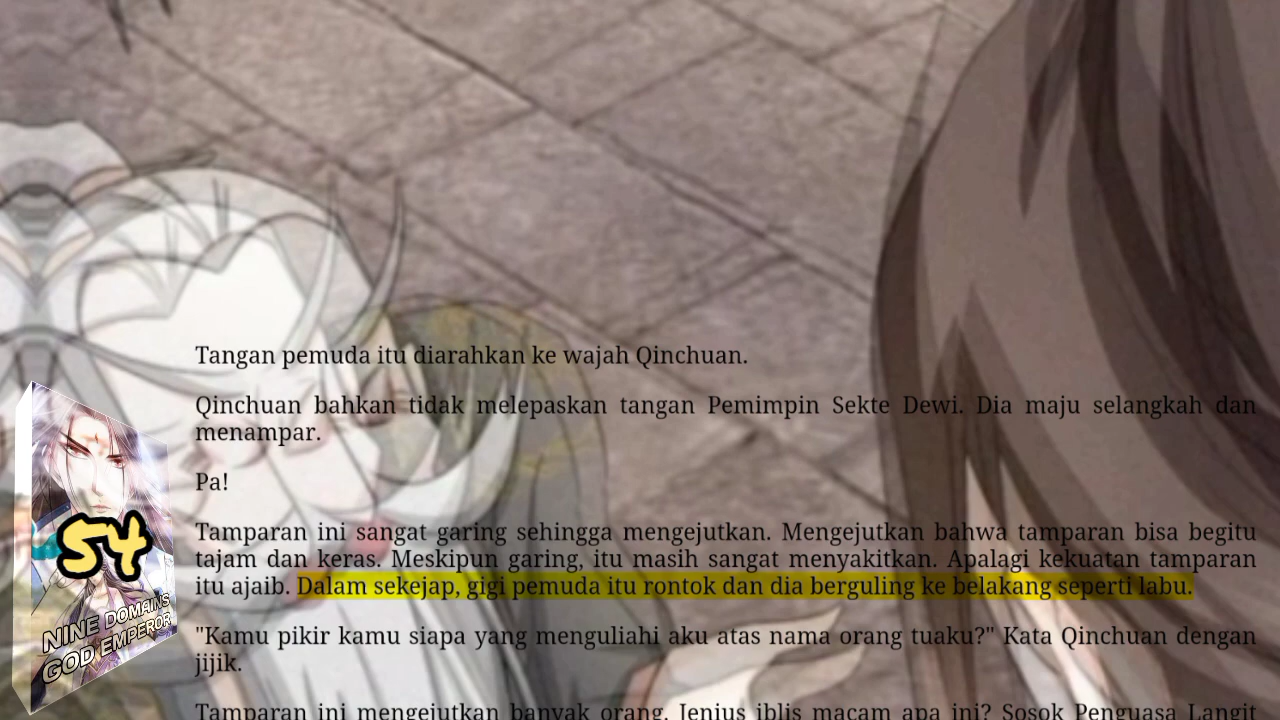 Tangan pemuda itu diarahkan ke wajah Qinchuan.
Qinchuan bahkan tidak melepaskan tangan Pemimpin Sekte Dewi. Dia maju selangkah dan
menampar.
Pa!
Tamparan ini sangat garing sehingga mengejutkan. Mengejutkan bahwa tamparan bisa begitu
tajam dan keras. Meskipun garing, itu masih sangat menyakitkan. Apalagi kekuatan tamparan
itu ajaib. Dalam sekejap, gigi pemuda itu rontok dan dia berguling ke belakang seperti labu.
"Kamu pikir kamu siapa yang menguliahi aku atas nama orang tuaku?" Kata Qinchuan dengan
jijik.
Tamparan ini mengejutkan banyak orang. Jenius iblis macam apa ini? Sosok Penguasa Langit
54
NINE DOMAINS
GOD EMPEROR